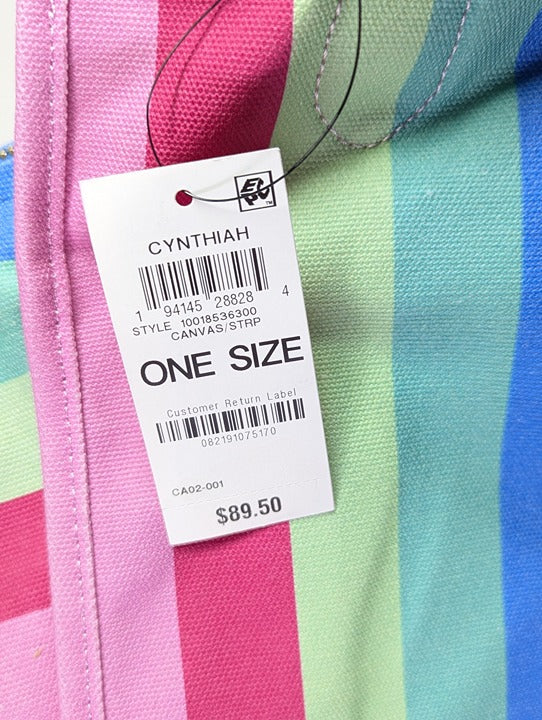 CYNTHIAH
1 94145 28828 4
STYLE 10018536300
CANVAS/STRP
ONE SIZE
Customer Return Label
082191075170
CA02-001
$89.50